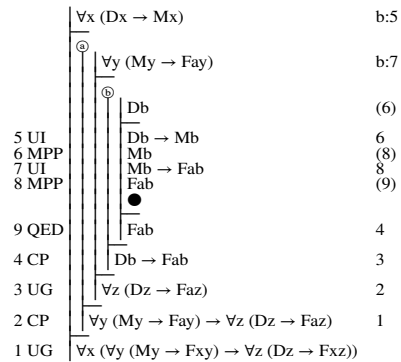 ∀x (Dx → Mx) b:5
ⓐ
∀y (My → Fay) b:7
ⓑ
Db (6)
5 UI Db → Mb 6
6 MPP Mb (8)
7 UI Mb → Fab 8
8 MPP Fab (9)
●
9 QED Fab 4
4 CP Db → Fab 3
3 UG ∀z (Dz → Faz) 2
2 CP ∀y (My → Fay) → ∀z (Dz → Faz) 1
1 UG ∀x (∀y (My → Fxy) → ∀z (Dz → Fxz))